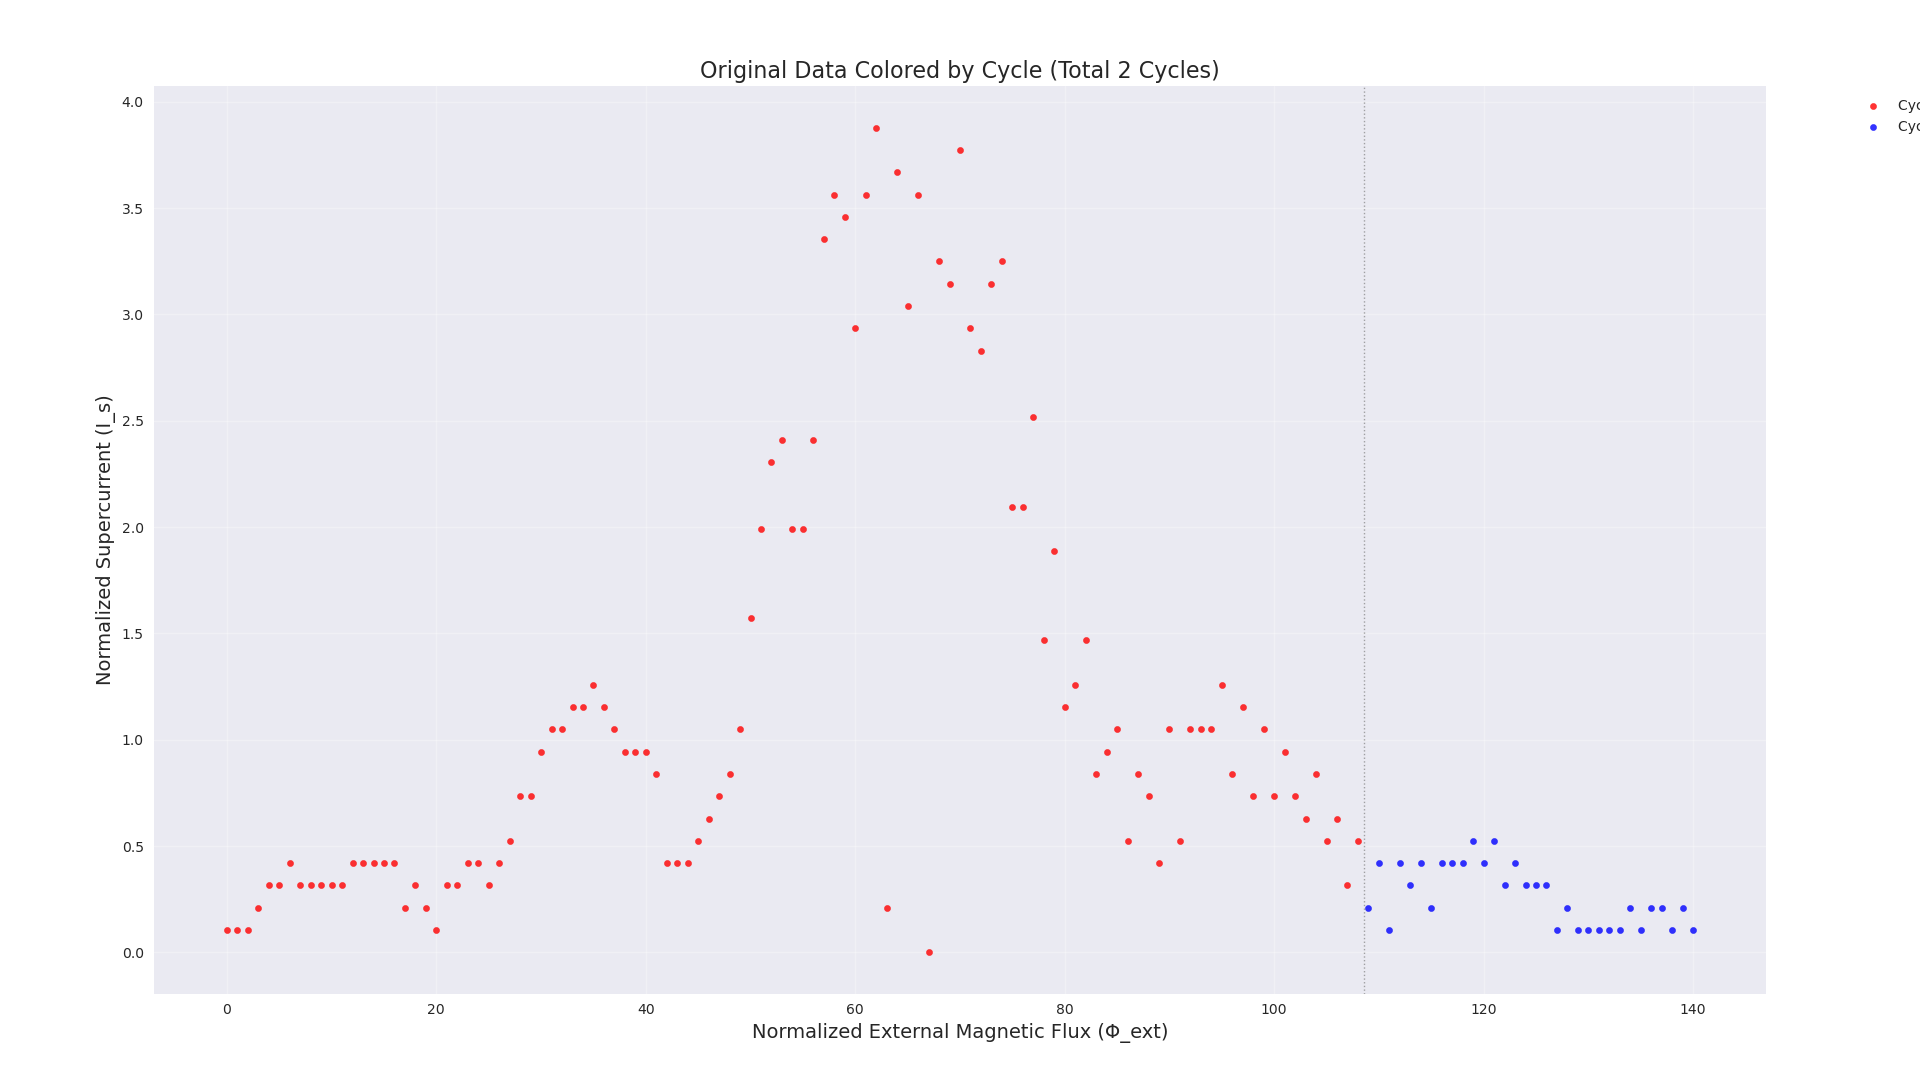 Original Data Colored by Cycle (Total 2 Cycles)
4.0
3.5
3.0
2.5
2.0
1.5
1.0
0.5
0.0
Normalized Supercurrent (I_s)
0 20 40 60 80 100 120 140
Normalized External Magnetic Flux (Φ_ext)
Cyc
Cyc